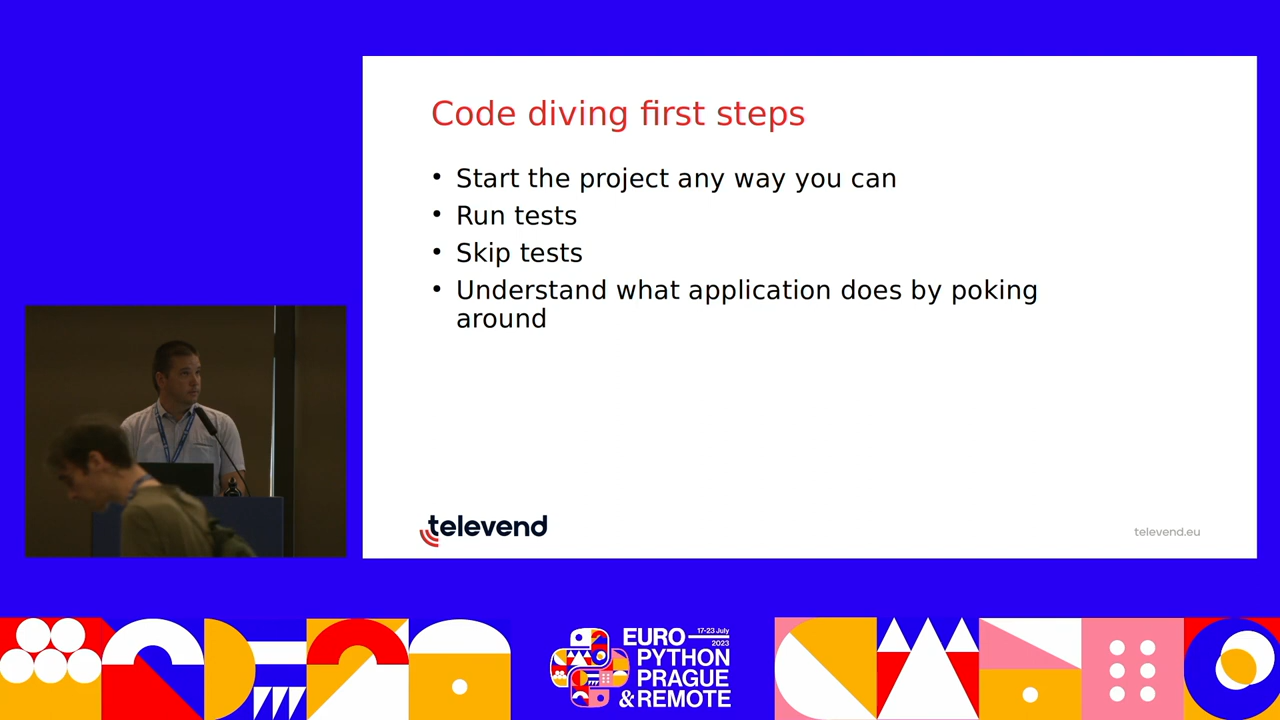 Code diving first steps
• Start the project any way you can
• Run tests
• Skip tests
• Understand what application does by poking
around
televend
televend.eu
EURO 17-23 July
2023
PYTHON
PRAGUE
& REMOTE